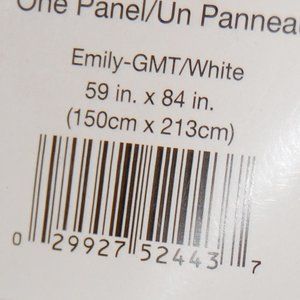 One Panel/Un Pannea
Emily-GMT/White
59 in. x 84 in.
(150cm x 213cm)
0 29927 52443 7